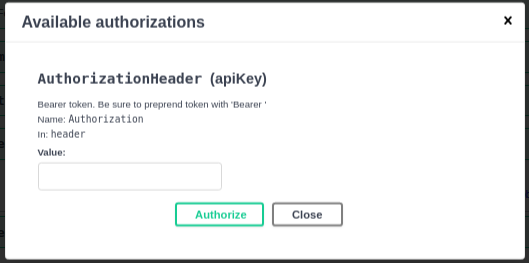 Available authorizations
x
AuthorizationHeader (apiKey)
Bearer token. Be sure to preprend token with 'Bearer '
Name: Authorization
In: header
Value:
Authorize Close